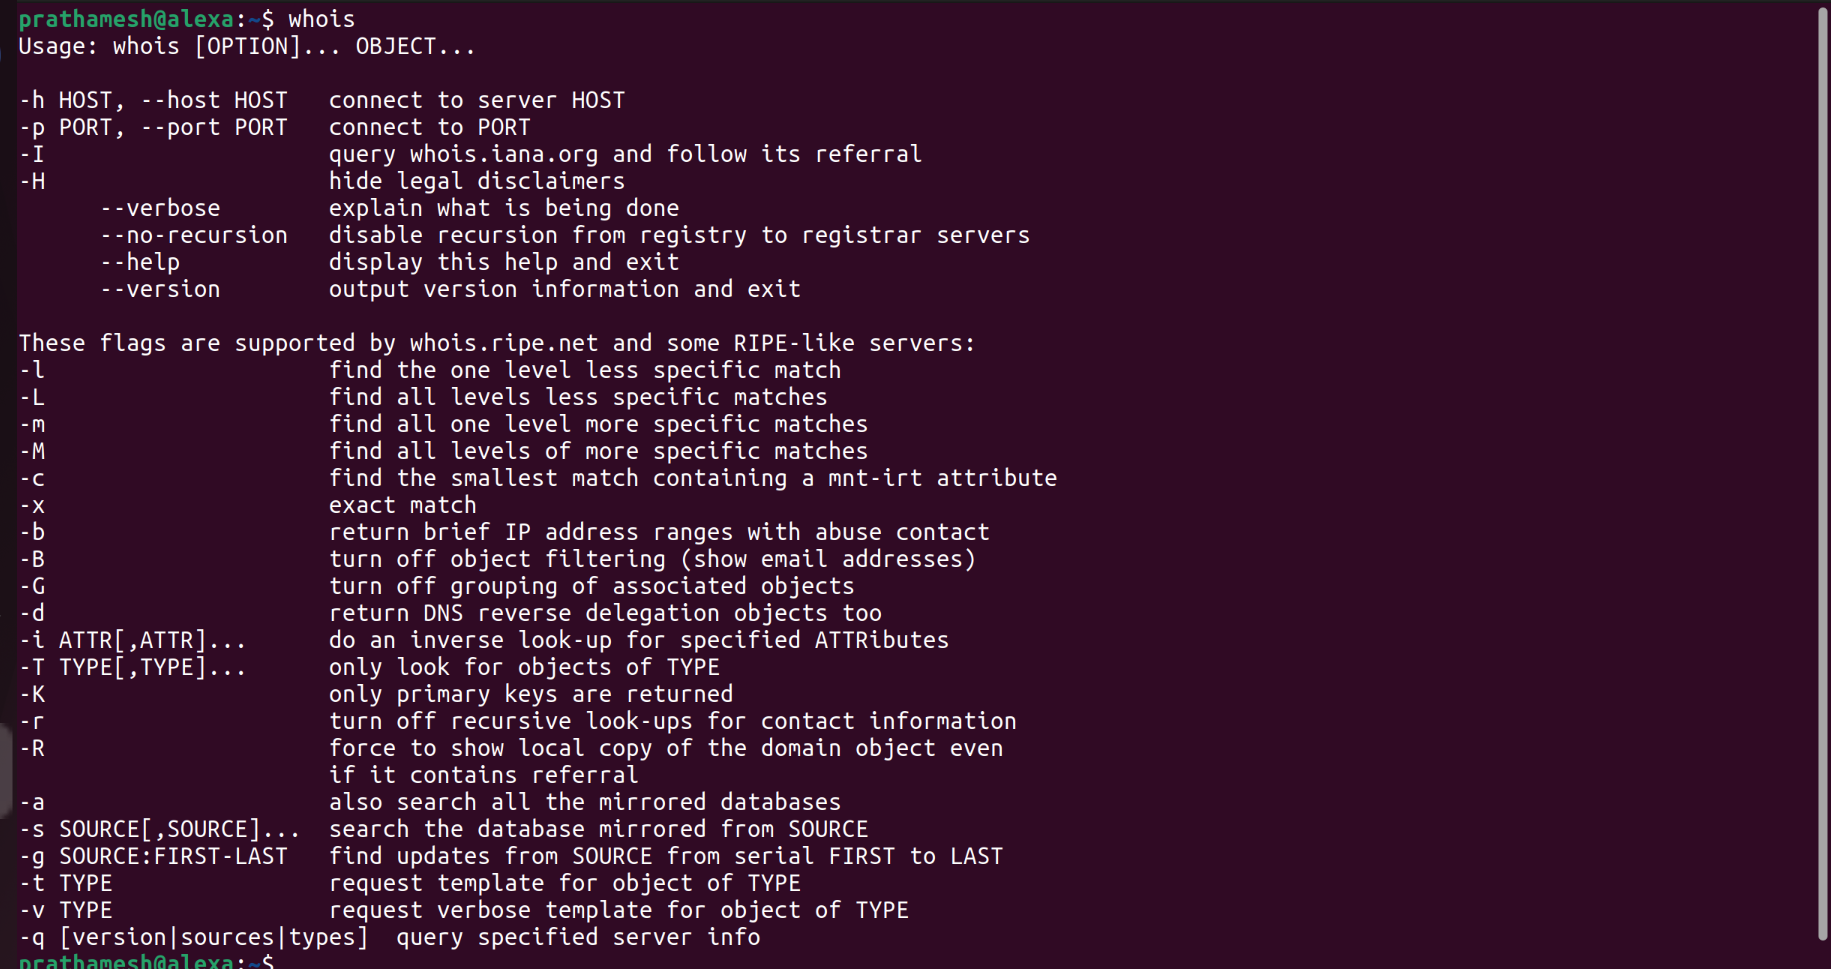 prathamesh@alexa:~$ whois
Usage: whois [OPTION]... OBJECT...

-h HOST, --host HOST   connect to server HOST
-p PORT, --port PORT   connect to PORT
-I                     query whois.iana.org and follow its referral
-H                     hide legal disclaimers
      --verbose        explain what is being done
      --no-recursion   disable recursion from registry to registrar servers
      --help           display this help and exit
      --version        output version information and exit

These flags are supported by whois.ripe.net and some RIPE-like servers:
-l                     find the one level less specific match
-L                     find all levels less specific matches
-m                     find all one level more specific matches
-M                     find all levels of more specific matches
-c                     find the smallest match containing a mnt-irt attribute
-x                     exact match
-b                     return brief IP address ranges with abuse contact
-B                     turn off object filtering (show email addresses)
-G                     turn off grouping of associated objects
-d                     return DNS reverse delegation objects too
-i ATTR[,ATTR]...      do an inverse look-up for specified ATTRibutes
-T TYPE[,TYPE]...      only look for objects of TYPE
-K                     only primary keys are returned
-r                     turn off recursive look-ups for contact information
-R                     force to show local copy of the domain object even
                       if it contains referral
-a                     also search all the mirrored databases
-s SOURCE[,SOURCE]...  search the database mirrored from SOURCE
-g SOURCE:FIRST-LAST   find updates from SOURCE from serial FIRST to LAST
-t TYPE                request template for object of TYPE
-v TYPE                request verbose template for object of TYPE
-q [version|sources|types]  query specified server info
prathamesh@alexa:~$